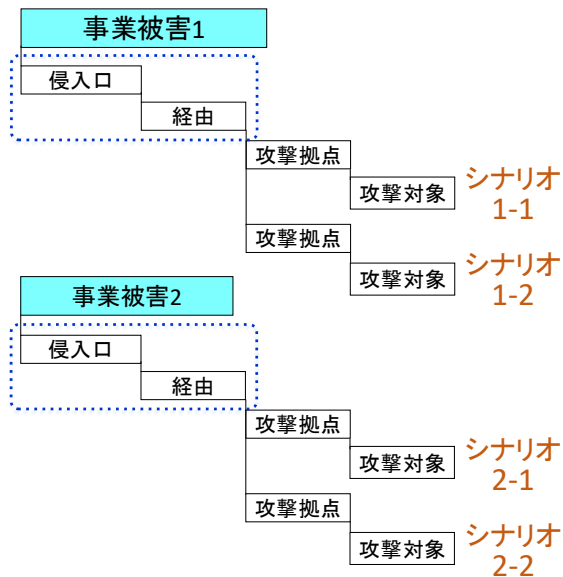 事業被害1
侵入口
経由
攻撃拠点
攻撃対象
シナリオ
1-1
攻撃拠点
攻撃対象
シナリオ
1-2
事業被害2
侵入口
経由
攻撃拠点
攻撃対象
シナリオ
2-1
攻撃拠点
攻撃対象
シナリオ
2-2